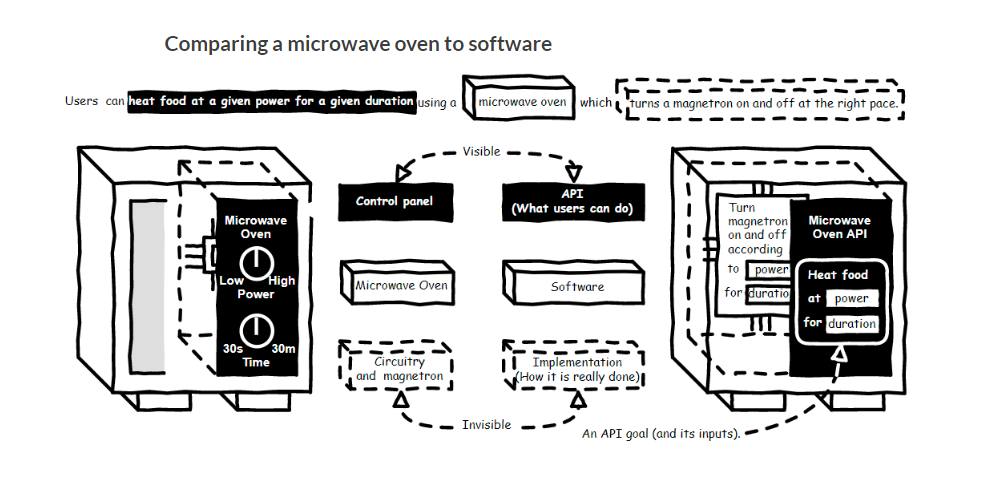 Comparing a microwave oven to software
Users can heat food at a given power for a given duration using a microwave oven which turns a magnetron on and off at the right pace.
Visible
Microwave
Oven
Low High
Power
30s 30m
Time
Control panel
API
(What users can do)
Microwave Oven
Software
Circuitry
and magnetron
Implementation
(How it is really done)
Invisible
Turn
magnetron
on and off
according
to power
for duratio
Microwave
Oven API
Heat food
at power
for duration
An API goal (and its inputs).